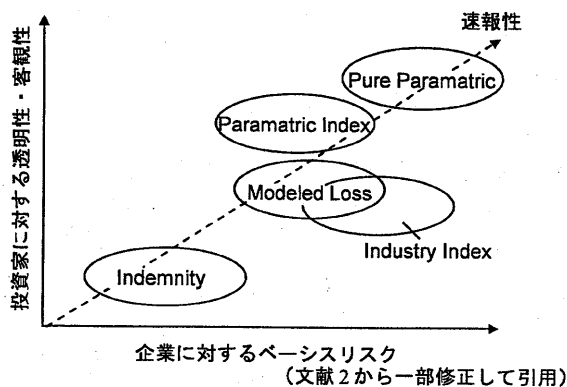 投資家に対する透明性・客観性
速報性
Pure Paramatric
Paramatric Index
Modeled Loss
Industry Index
Indemnity
企業に対するベーシスリスク
(文献2から一部修正して引用)